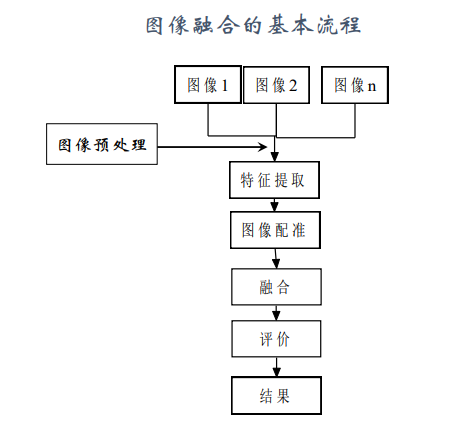 图像融合的基本流程
图像1 图像2 图像n
图像预处理
特征提取
图像配准
融合
评价
结果